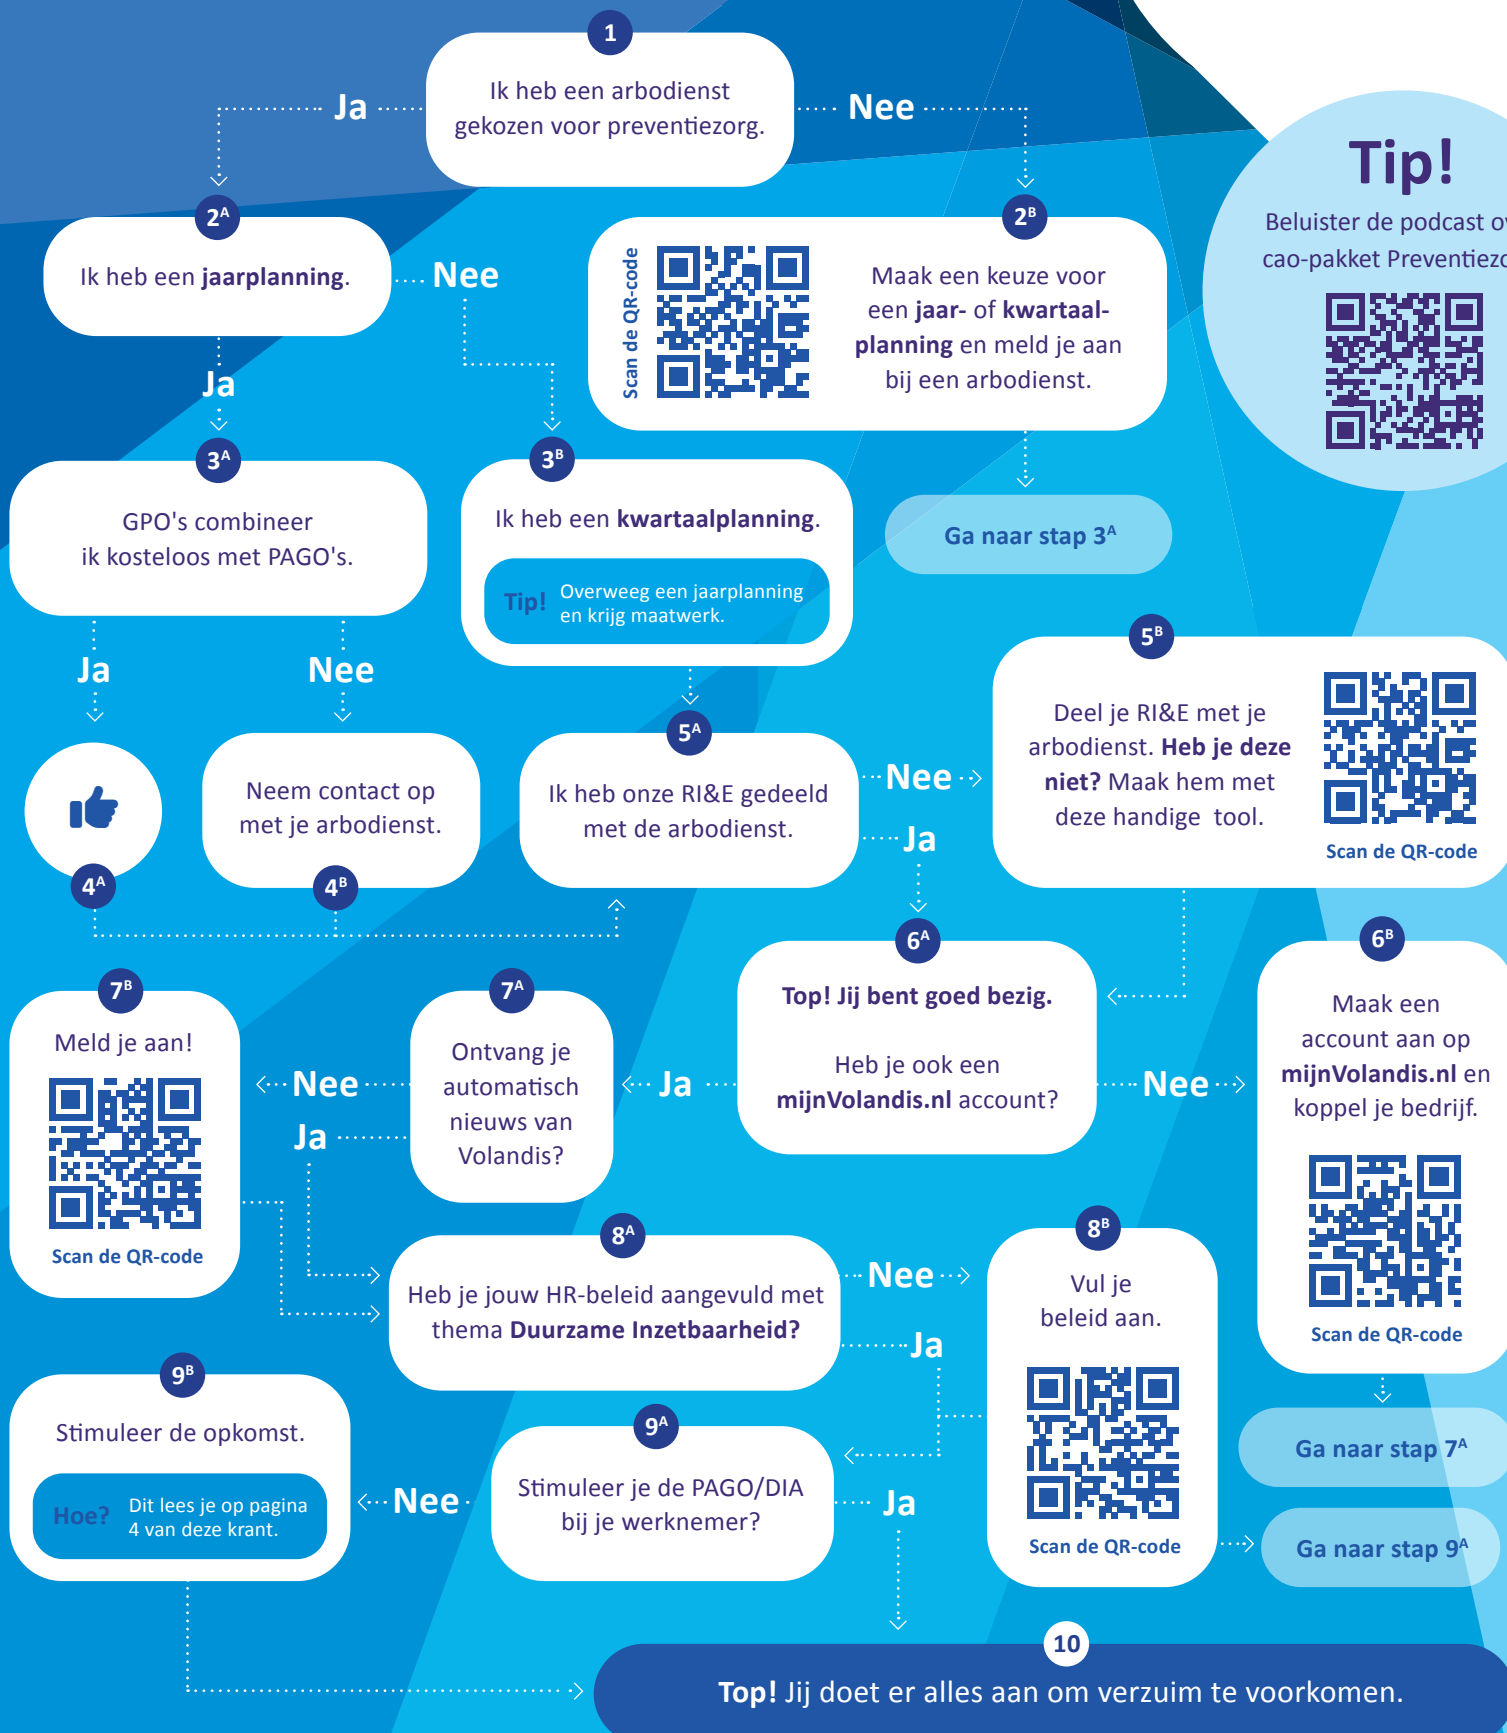 1
Ik heb een arbodienst
gekozen voor preventiezorg.
Ja
Nee
Tip!
Beluister de podcast
cao-pakket
2A
Ik heb een jaarplanning.
Nee
Ja
2B
Scan de QR-code
Maak een keuze voor
een jaar- of kwartaal-
planning en meld je aan
bij een arbodienst.
3A
GPO's combineer
ik kosteloos met PAGO's.
3B
Ik heb een kwartaalplanning.
Tip!
Overweeg een jaarplanning
en krijg maatwerk.
Ga naar stap 3A
Ja
Nee
4A
Neem contact op
met je arbodienst.
4B
5A
Ik heb onze RI&E gedeeld
met de arbodienst.
Nee
Ja
5B
Deel je RI&E met je
arbodienst. Heb je deze
niet? Maak hem met
deze handige tool.
Scan de QR-code
6A
Top! Jij bent goed bezig.
Heb je ook een
mijnVolandis.nl account?
Ja
Nee
6B
Maak een
account aan op
mijnVolandis.nl en
koppel je bedrijf.
Scan de QR-code
Ga naar stap 7A
7A
Ontvang je
automatisch
nieuws van
Volandis?
Nee
Ja
7B
Meld je aan!
Scan de QR-code
8A
Heb je jouw HR-beleid aangevuld met
thema Duurzame Inzetbaarheid?
Nee
Ja
8B
Vul je
beleid aan.
Scan de QR-code
Ga naar stap 9A
9A
Stimuleer je de PAGO/DIA
bij je werknemer?
Nee
Ja
9B
Stimuleer de opkomst.
Hoe?
Dit lees je op pagina
4 van deze krant.
10
Top! Jij doet er alles aan om verzuim te voorkomen.